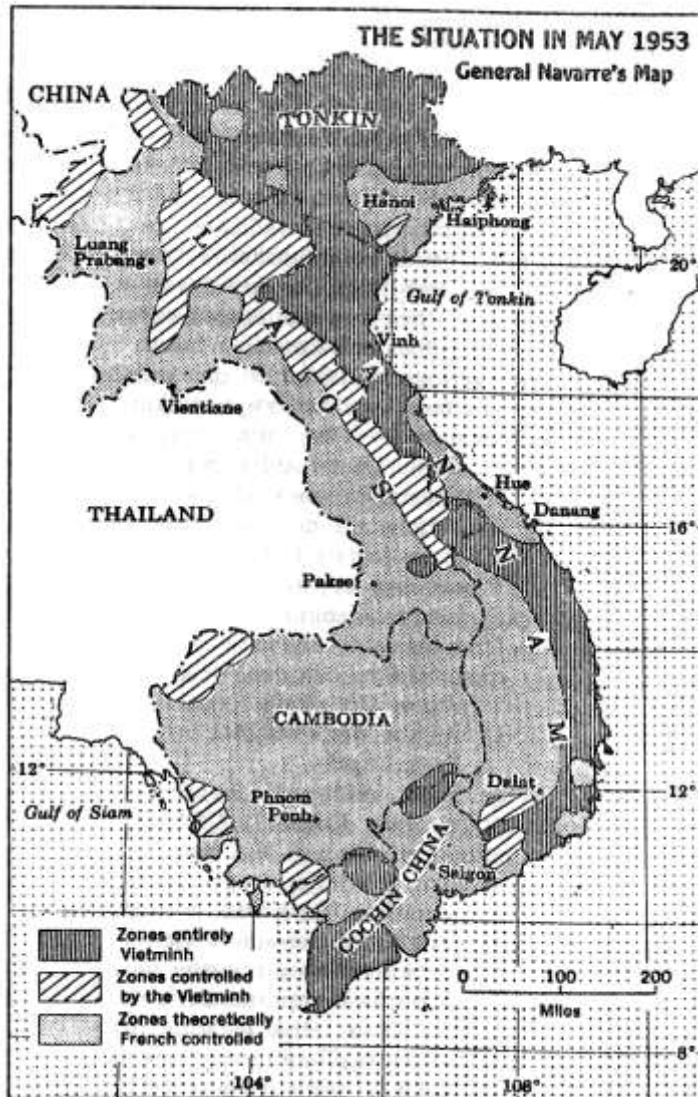 THE SITUATION IN MAY 1953
General Navarre's Map
CHINA
TONKIN
Hanoi
Haiphong
L
Luang
Prabang
20°
Gulf of Tonkin
A
Vinh
A
Vientiane
O
N
S
N
Hue
Danang
THAILAND
16°
N
Pakse
A
CAMBODIA
M
12°
Dalat
12°
Gulf of Siam
Phnom
Penh
COCHIN CHINA
Saigon
Zones entirely
Vietminh
Zones controlled
by the Vietminh
Zones theoretically
French controlled
0 100 200
Miles
8°
104°
108°